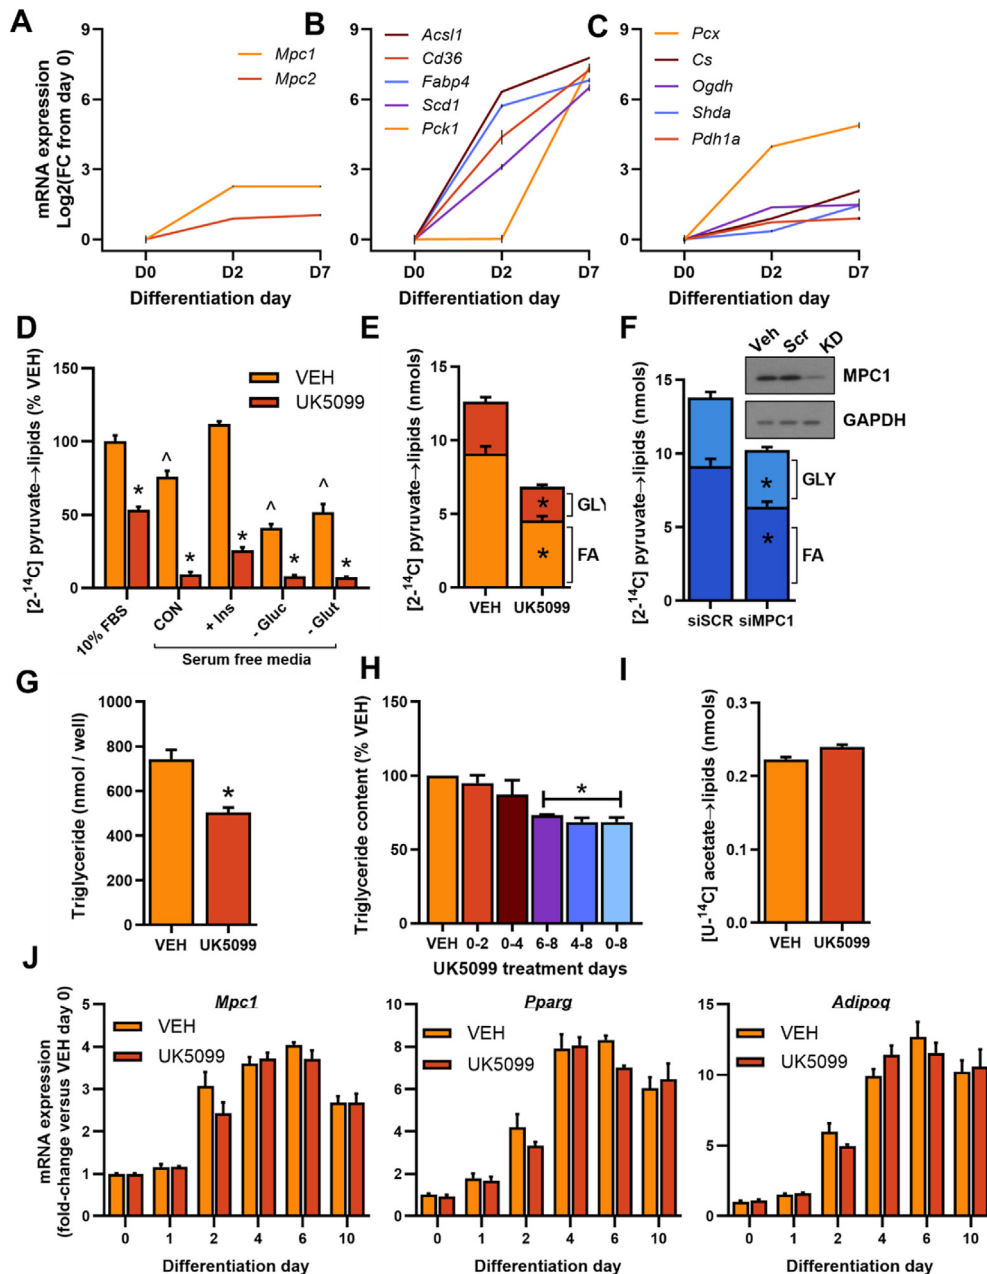 A
mRNA expression
Log2(FC from day 0)
9
6
3
0
Mpc1
Mpc2
D0 D2 D7
Differentiation day
B
9
6
3
0
Acsl1
Cd36
Fabp4
Scd1
Pck1
D0 D2 D7
Differentiation day
C
9
6
3
0
Pcx
Cs
Ogdh
Shda
Pdh1a
D0 D2 D7
Differentiation day
D
[2-¹⁴C] pyruvate→lipids (% VEH)
150
100
50
0
VEH
UK5099
* ^ * * ^ * ^ *
10% FBS CON + Ins - Gluc - Glut
Serum free media
E
[2-¹⁴C] pyruvate→lipids (nmols)
15
10
5
0
* GLY
* FA
VEH UK5099
F
[2-¹⁴C] pyruvate→lipids (nmols)
15
10
5
0
Veh Scr KD
MPC1
GAPDH
* GLY
* FA
siSCR siMPC1
G
Triglyceride (nmol / well)
1000
800
600
400
200
0
*
VEH UK5099
H
Triglyceride content (% VEH)
150
100
50
0
*
VEH 0-2 0-4 6-8 4-8 0-8
UK5099 treatment days
I
[U-¹⁴C] acetate→lipids (nmols)
0.3
0.2
0.1
0.0
VEH UK5099
J
mRNA expression
(fold-change versus VEH day 0)
Mpc1
5
4
3
2
1
0
VEH
UK5099
0 1 2 4 6 10
Differentiation day
Pparg
10
8
6
4
2
0
VEH
UK5099
0 1 2 4 6 10
Differentiation day
Adipoq
15
10
5
0
VEH
UK5099
0 1 2 4 6 10
Differentiation day